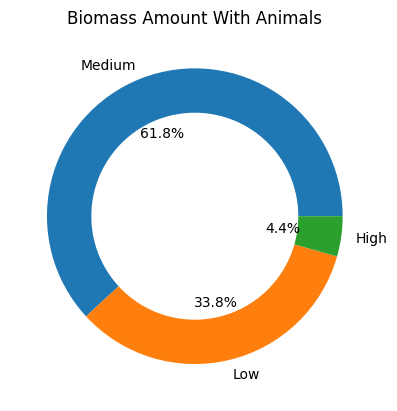 Biomass Amount With Animals
Medium
61.8%
4.4%
High
33.8%
Low